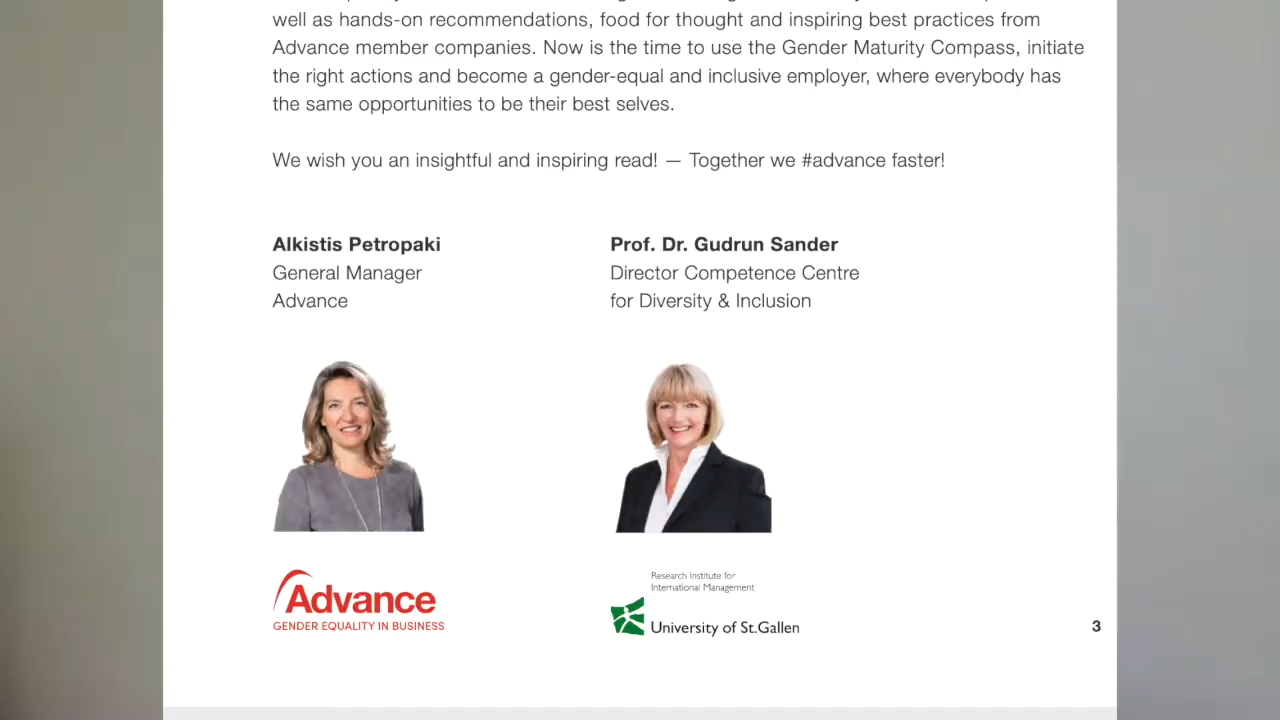 well as hands-on recommendations, food for thought and inspiring best practices from
Advance member companies. Now is the time to use the Gender Maturity Compass, initiate
the right actions and become a gender-equal and inclusive employer, where everybody has
the same opportunities to be their best selves.
We wish you an insightful and inspiring read! — Together we #advance faster!
Alkistis Petropaki
General Manager
Advance
Prof. Dr. Gudrun Sander
Director Competence Centre
for Diversity & Inclusion
Advance
GENDER EQUALITY IN BUSINESS
Research Institute for
International Management
University of St.Gallen
3